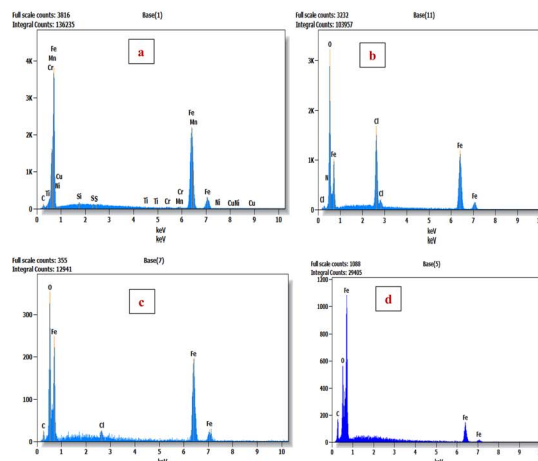 Full scale counts: 3816 Base(1)
Integral Counts: 136235
a
Fe
Mn
Cr
Cu
Ni
C Ti Si S S Ti Ti Cr Cr Mn Fe Mn Fe Ni Cu Ni Cu
4K
3K
2K
1K
0
0 1 2 3 4 5 6 7 8 9 10
keV
keV
Full scale counts: 3232 Base(11)
Integral Counts: 103957
b
O
N Fe
Cl
Cl Cl
Fe
Fe
3K
2K
1K
0
0 1 2 3 4 5 6 7 8 9 10
keV
keV
Full scale counts: 355 Base(7)
Integral Counts: 12941
c
O
Fe
C
Cl
Fe
Fe
300
200
100
0
0 1 2 3 4 5 6 7 8 9 10
keV
Full scale counts: 1088 Base(5)
Integral Counts: 29405
d
Fe
O
C
Fe
Fe
1200
1000
800
600
400
200
0
0 1 2 3 4 5 6 7 8 9 10
keV